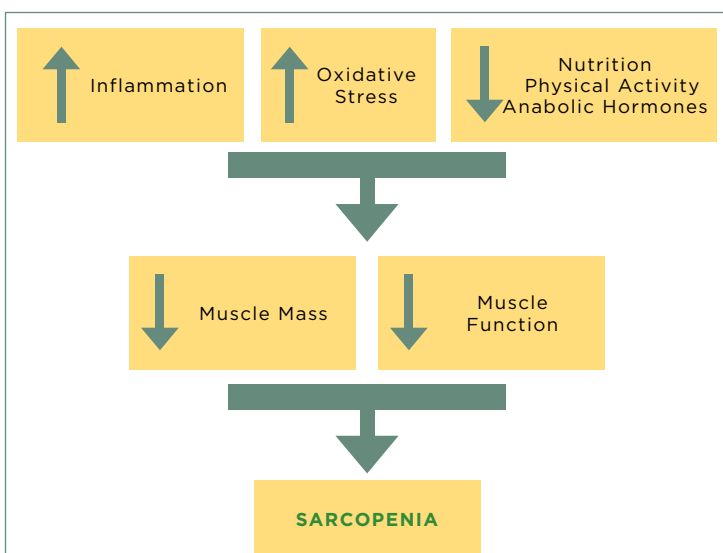 Inflammation
Oxidative
Stress
Nutrition
Physical Activity
Anabolic Hormones
Muscle Mass
Muscle
Function
SARCOPENIA